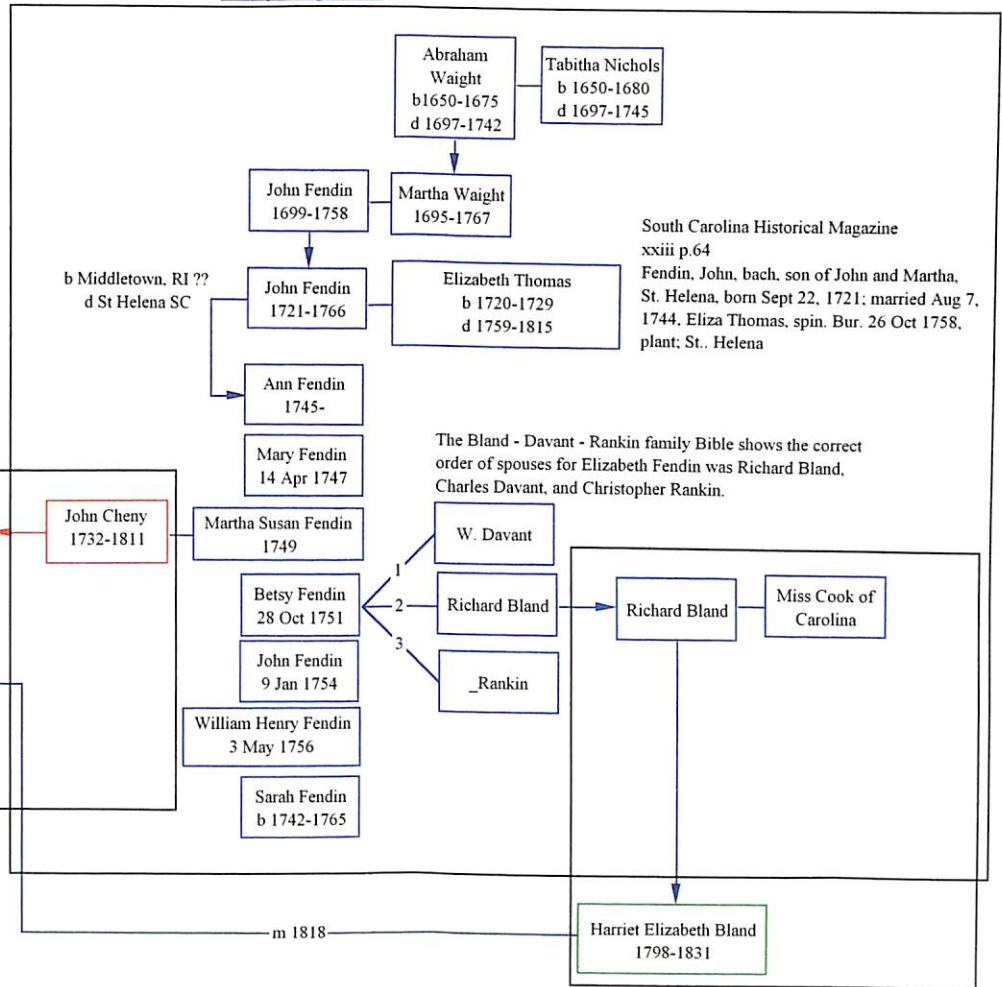 Abraham
Waight
b1650-1675
d 1697-1742
Tabitha Nichols
b 1650-1680
d 1697-1745
John Fendin
1699-1758
Martha Waight
1695-1767
South Carolina Historical Magazine
xxiii p.64
Fendin, John, bach, son of John and Martha,
St. Helena, born Sept 22, 1721; married Aug 7,
1744, Eliza Thomas, spin. Bur. 26 Oct 1758,
plant; St.. Helena
b Middletown, RI ??
d St Helena SC
John Fendin
1721-1766
Elizabeth Thomas
b 1720-1729
d 1759-1815
Ann Fendin
1745-
Mary Fendin
14 Apr 1747
The Bland - Davant - Rankin family Bible shows the correct
order of spouses for Elizabeth Fendin was Richard Bland,
Charles Davant, and Christopher Rankin.
John Cheny
1732-1811
Martha Susan Fendin
1749
W. Davant
1
Betsy Fendin
28 Oct 1751
2
Richard Bland
Richard Bland
Miss Cook of
Carolina
3
John Fendin
9 Jan 1754
_Rankin
William Henry Fendin
3 May 1756
Sarah Fendin
b 1742-1765
m 1818
Harriet Elizabeth Bland
1798-1831